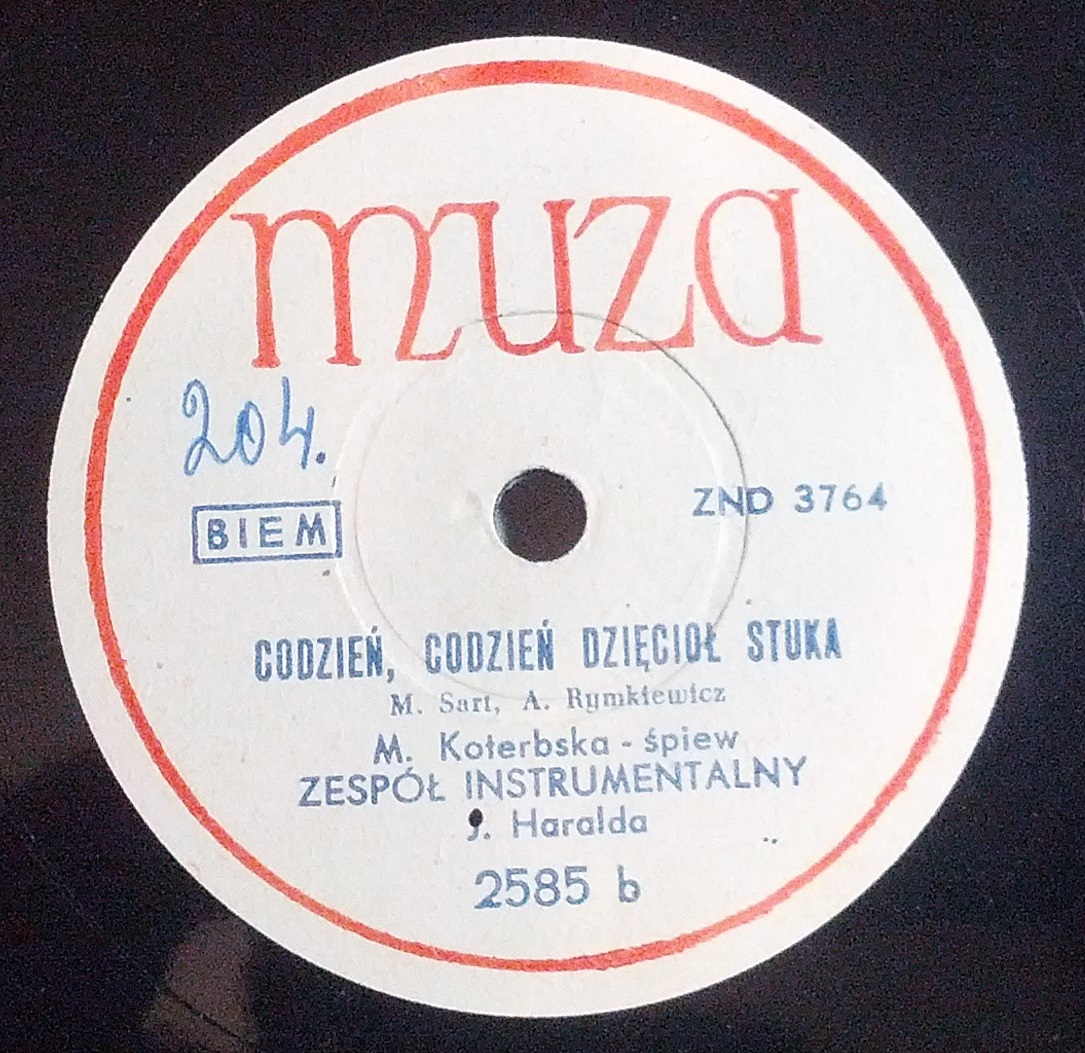 muza
204.
BIEM
ZND 3764
CODZIEŃ, CODZIEŃ DZIĘCIOŁ STUKA
M. Sart, A. Rymkiewicz
M. Koterbska - śpiew
ZESPÓŁ INSTRUMENTALNY
J. Haralda
2585 b